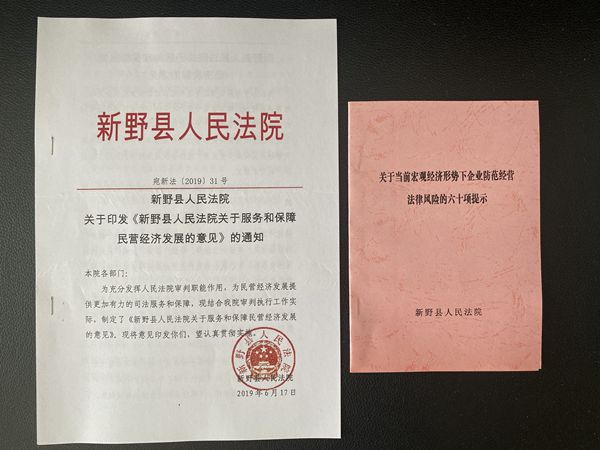 新野县人民法院
宛新法〔2019〕31号
新野县人民法院
关于印发《新野县人民法院关于服务和保障
民营经济发展的意见》的通知
本院各部门：
为充分发挥人民法院审判职能作用，为民营经济发展提
供更加有力的司法服务和保障，现结合我院审判执行工作实
际，制定了《新野县人民法院关于服务和保障民营经济发展
的意见》。现将意见印发你们，望认真贯彻实施。
新野县人民法院
新野县人民法院
2019年6月17日
关于当前宏观经济形势下企业防范经营
法律风险的六十项提示
新野县人民法院